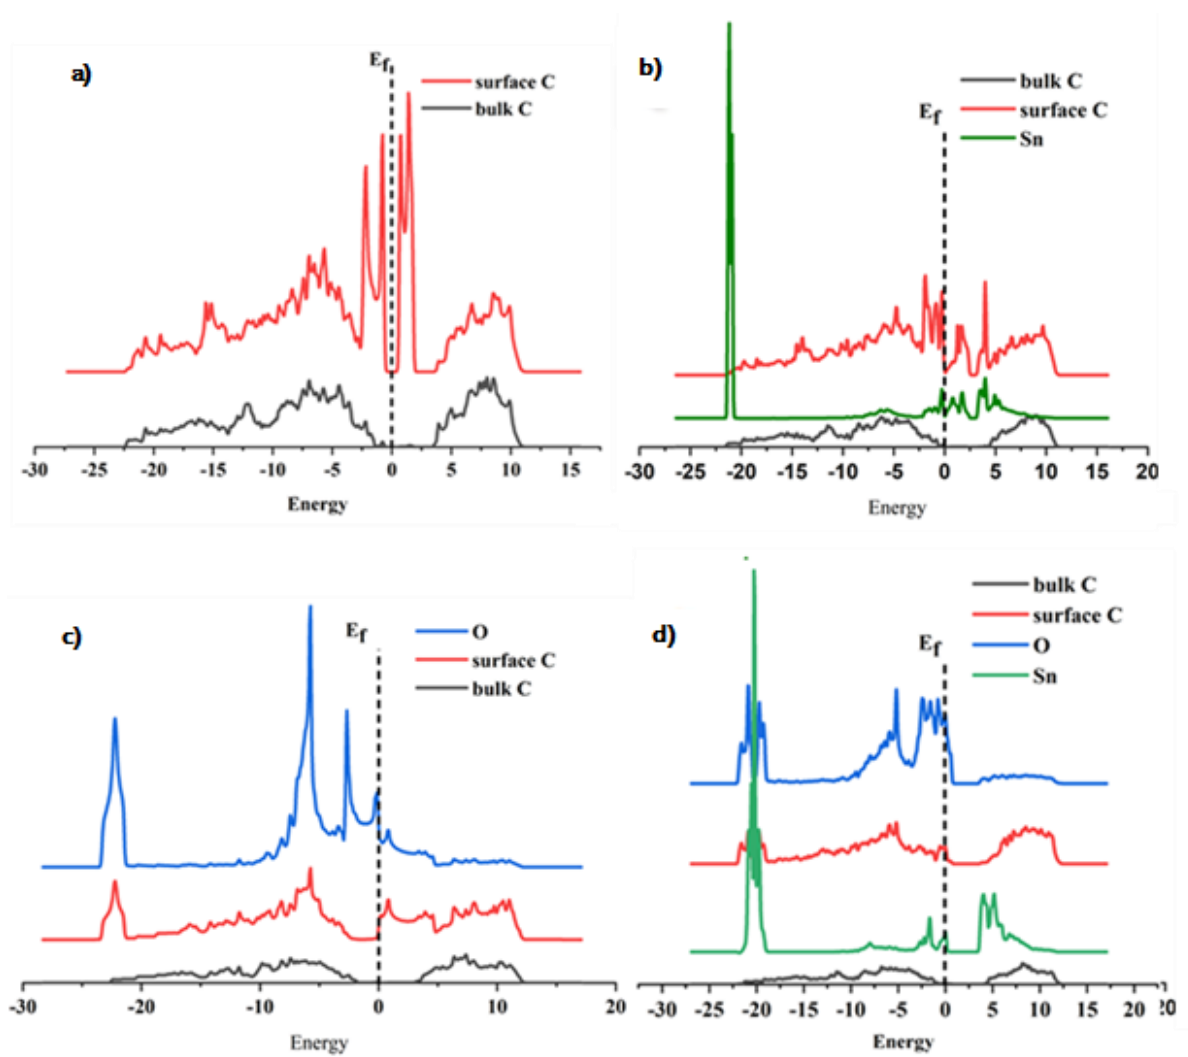 a)
Ef
surface C
bulk C
-30 -25 -20 -15 -10 -5 0 5 10 15
Energy
b)
Ef
bulk C
surface C
Sn
-30 -25 -20 -15 -10 -5 0 5 10 15 20
Energy
c)
Ef
O
surface C
bulk C
-30 -20 -10 0 10 20
Energy
d)
Ef
bulk C
surface C
O
Sn
-30 -25 -20 -15 -10 -5 0 5 10 15 20 20
Energy